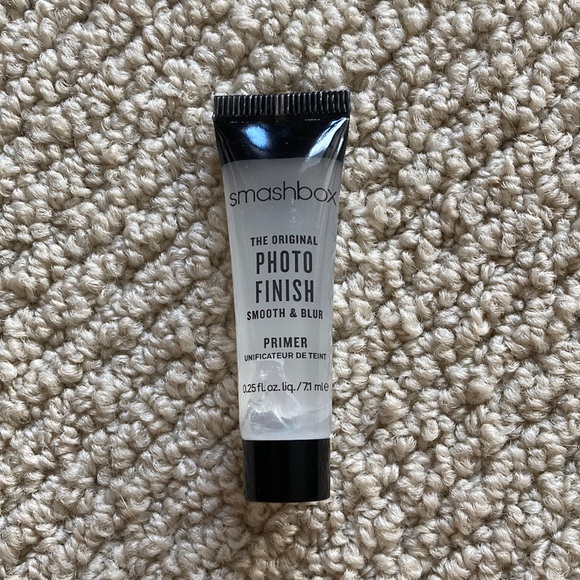 smashbox
THE ORIGINAL
PHOTO
FINISH
SMOOTH & BLUR
PRIMER
UNIFICATEUR DE TEINT
0.25 fl. oz. liq./7.1 ml e